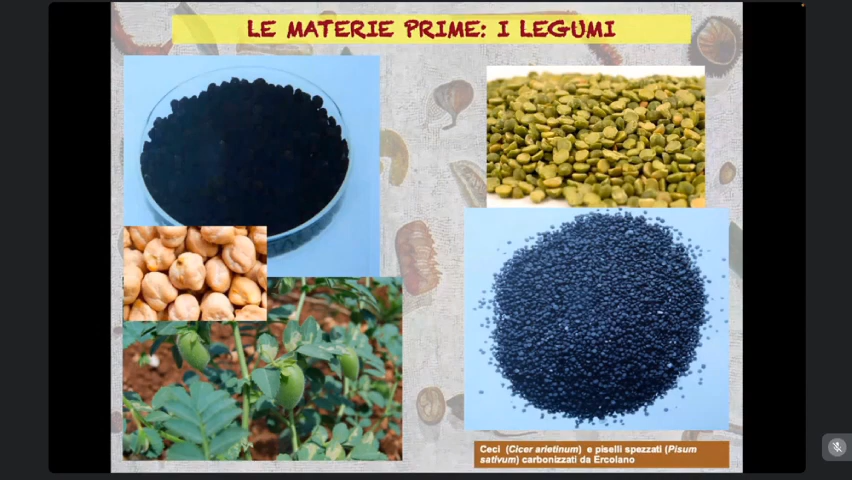 LE MATERIE PRIME: I LEGUMI
Ceci (Cicer arietinum) e piselli spezzati (Pisum
sativum) carbonizzati da Ercolano